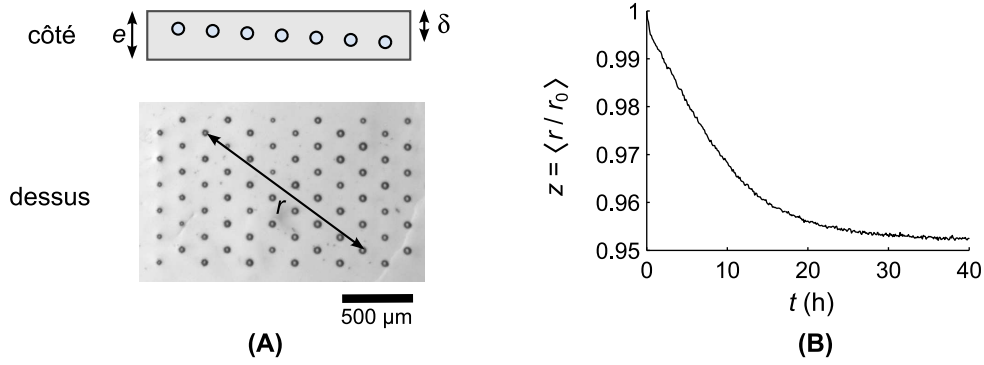 côté
e
δ
dessus
r
500 µm
(A)
z = ⟨r / r₀⟩
1
0.99
0.98
0.97
0.96
0.95
0
10
20
30
40
t (h)
(B)